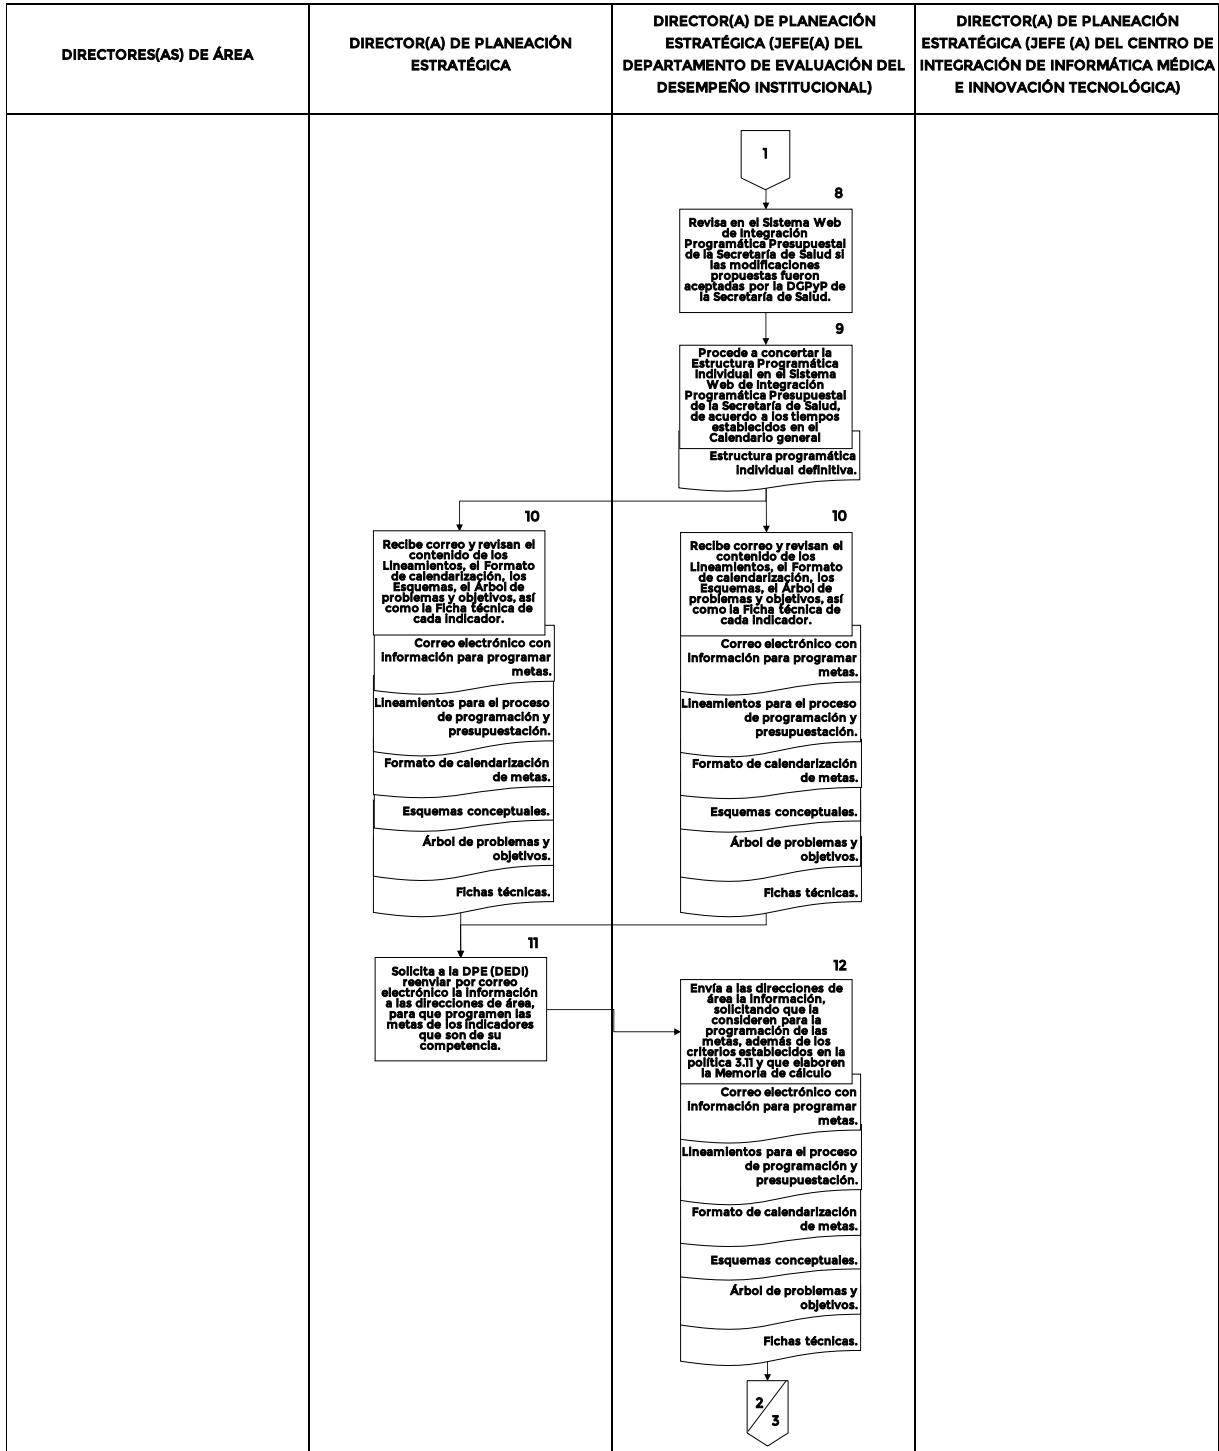 DIRECTORES(AS) DE ÁREA
DIRECTOR(A) DE PLANEACIÓN
ESTRATÉGICA
DIRECTOR(A) DE PLANEACIÓN
ESTRATÉGICA (JEFE(A) DEL
DEPARTAMENTO DE EVALUACIÓN DEL
DESEMPEÑO INSTITUCIONAL)
DIRECTOR(A) DE PLANEACIÓN
ESTRATÉGICA (JEFE (A) DEL CENTRO DE
INTEGRACIÓN DE INFORMÁTICA MÉDICA
E INNOVACIÓN TECNOLÓGICA)
1
8
Revisa en el Sistema Web
de Integración
Programática Presupuestal
de la Secretaría de Salud si
las modificaciones
propuestas fueron
aceptadas por la DGPyP de
la Secretaría de Salud.
9
Procede a concertar la
Estructura Programática
Individual en el Sistema
Web de Integración
Programática Presupuestal
de la Secretaría de Salud,
de acuerdo a los tiempos
establecidos en el
Calendario general
Estructura programática
individual definitiva.
10
Recibe correo y revisan el
contenido de los
Lineamientos, el Formato
de calendarización, los
Esquemas, el Árbol de
problemas y objetivos, así
como la Ficha técnica de
cada indicador.
Correo electrónico con
información para programar
metas.
Lineamientos para el proceso
de programación y
presupuestación.
Formato de calendarización
de metas.
Esquemas conceptuales.
Árbol de problemas y
objetivos.
Fichas técnicas.
10
Recibe correo y revisan el
contenido de los
Lineamientos, el Formato
de calendarización, los
Esquemas, el Árbol de
problemas y objetivos, así
como la Ficha técnica de
cada indicador.
Correo electrónico con
información para programar
metas.
Lineamientos para el proceso
de programación y
presupuestación.
Formato de calendarización
de metas.
Esquemas conceptuales.
Árbol de problemas y
objetivos.
Fichas técnicas.
11
Solicita a la DPE (DEDI)
reenviar por correo
electrónico la información
a las direcciones de área,
para que programen las
metas de los indicadores
que son de su
competencia.
12
Envía a las direcciones de
área la información,
solicitando que la
consideren para la
programación de las
metas, además de los
criterios establecidos en la
política 3.11 y que elaboren
la Memoria de cálculo
Correo electrónico con
información para programar
metas.
Lineamientos para el proceso
de programación y
presupuestación.
Formato de calendarización
de metas.
Esquemas conceptuales.
Árbol de problemas y
objetivos.
Fichas técnicas.
2
3